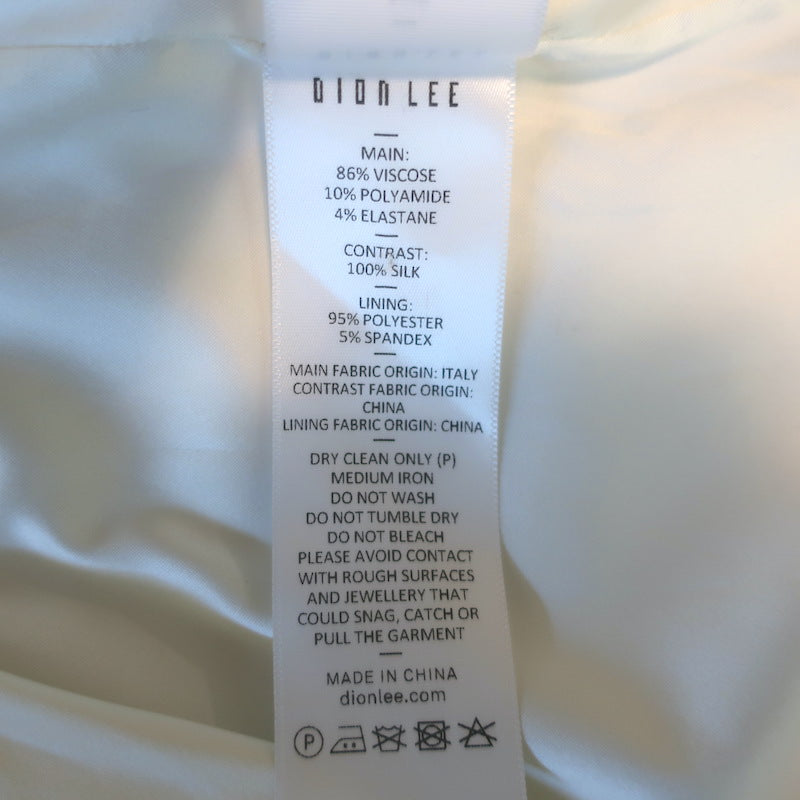 DION LEE
MAIN:
86% VISCOSE
10% POLYAMIDE
4% ELASTANE
CONTRAST:
100% SILK
LINING:
95% POLYESTER
5% SPANDEX
MAIN FABRIC ORIGIN: ITALY
CONTRAST FABRIC ORIGIN:
CHINA
LINING FABRIC ORIGIN: CHINA
DRY CLEAN ONLY (P)
MEDIUM IRON
DO NOT WASH
DO NOT TUMBLE DRY
DO NOT BLEACH
PLEASE AVOID CONTACT
WITH ROUGH SURFACES
AND JEWELLERY THAT
COULD SNAG, CATCH OR
PULL THE GARMENT
MADE IN CHINA
dionlee.com
P